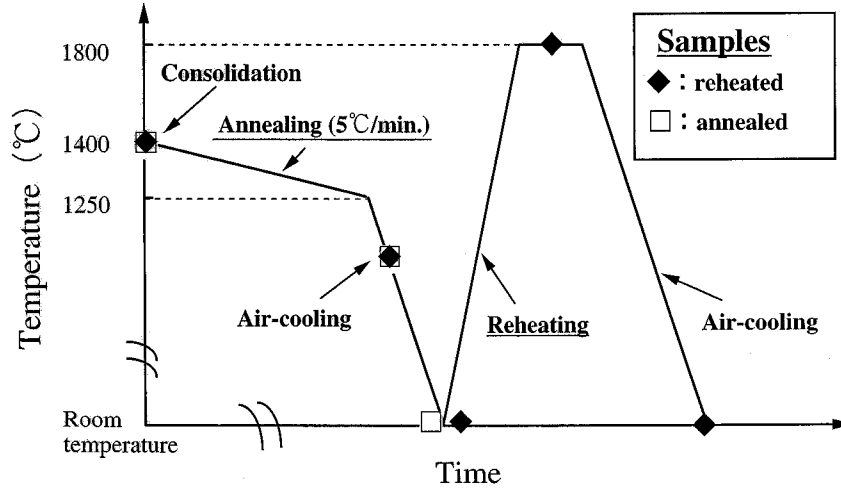 1800
Consolidation
Annealing (5℃/min.)
1400
1250
Temperature (℃)
Air-cooling
Reheating
Air-cooling
Room
temperature
Time
Samples
◆ : reheated
□ : annealed